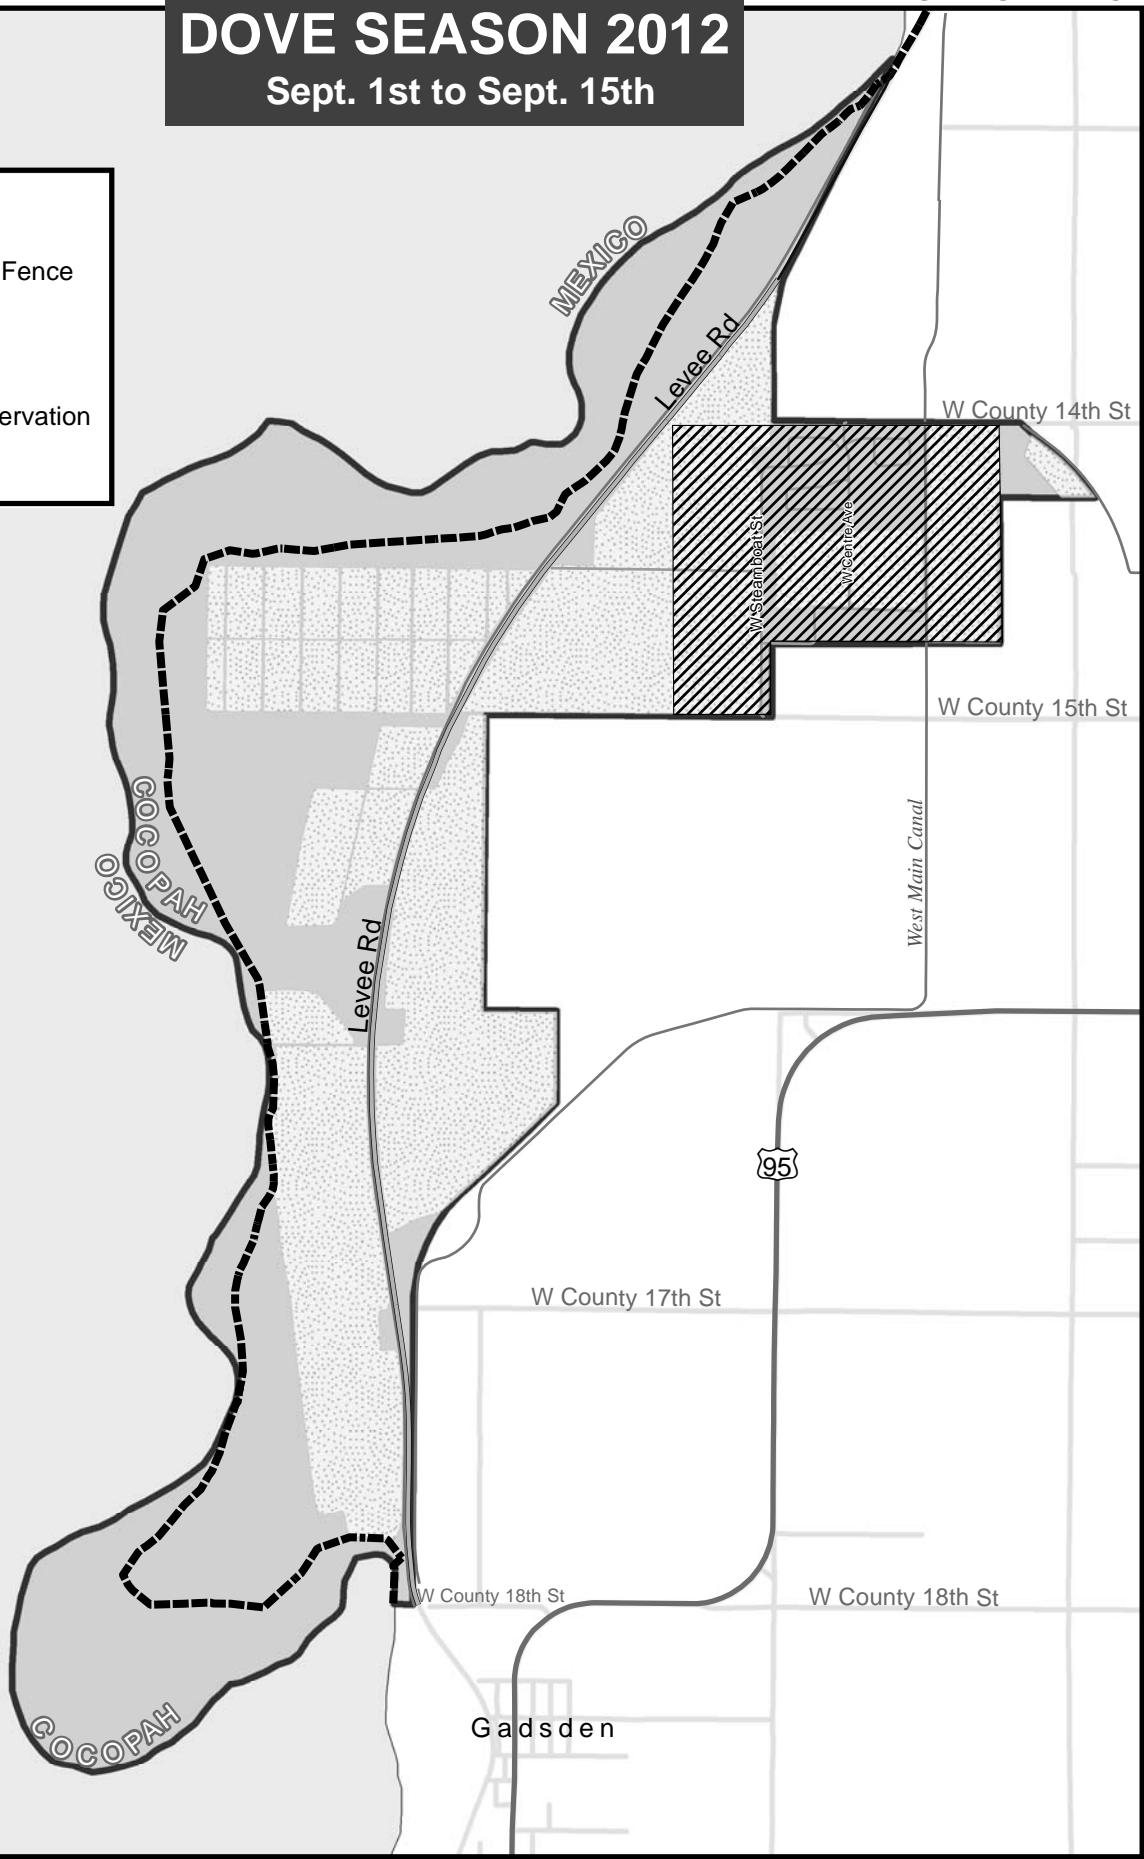 DOVE SEASON 2012
Sept. 1st to Sept. 15th
Fence
ervation
MEXICO
Levee Rd
W County 14th St
W Steamboat St
W Centre Ave
W County 15th St
COCOPAH
MEXICO
West Main Canal
Levee Rd
95
W County 17th St
W County 18th St
W County 18th St
COCOPAH
Gadsden